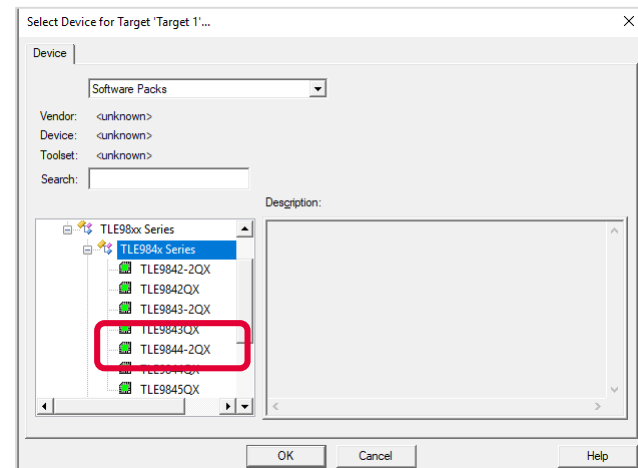 Select Device for Target 'Target 1'...
Device
Software Packs
Vendor: <unknown>
Device: <unknown>
Toolset: <unknown>
Search:
Description:
TLE98xx Series
TLE984x Series
TLE9842-2QX
TLE9842QX
TLE9843-2QX
TLE9843QX
TLE9844-2QX
TLE9844QX
TLE9845QX
OK Cancel Help